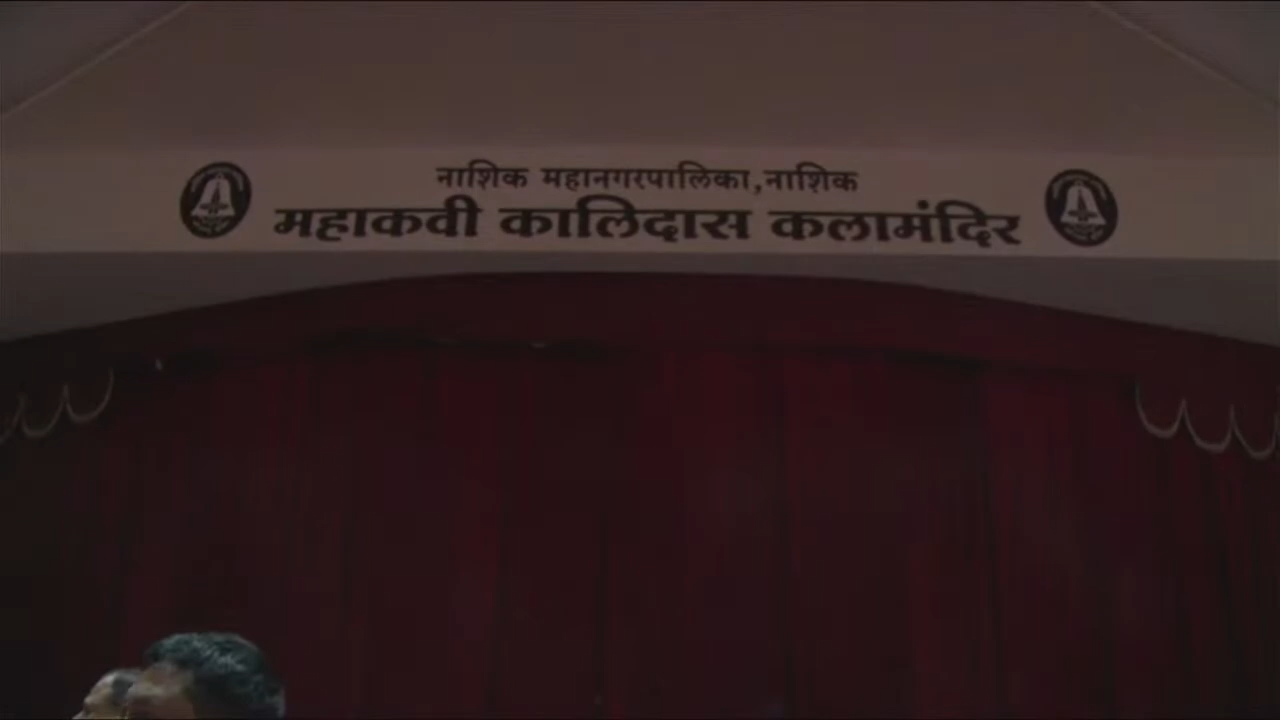 नाशिक महानगरपालिका,नाशिक
महाकवी कालिदास कलामंदिर